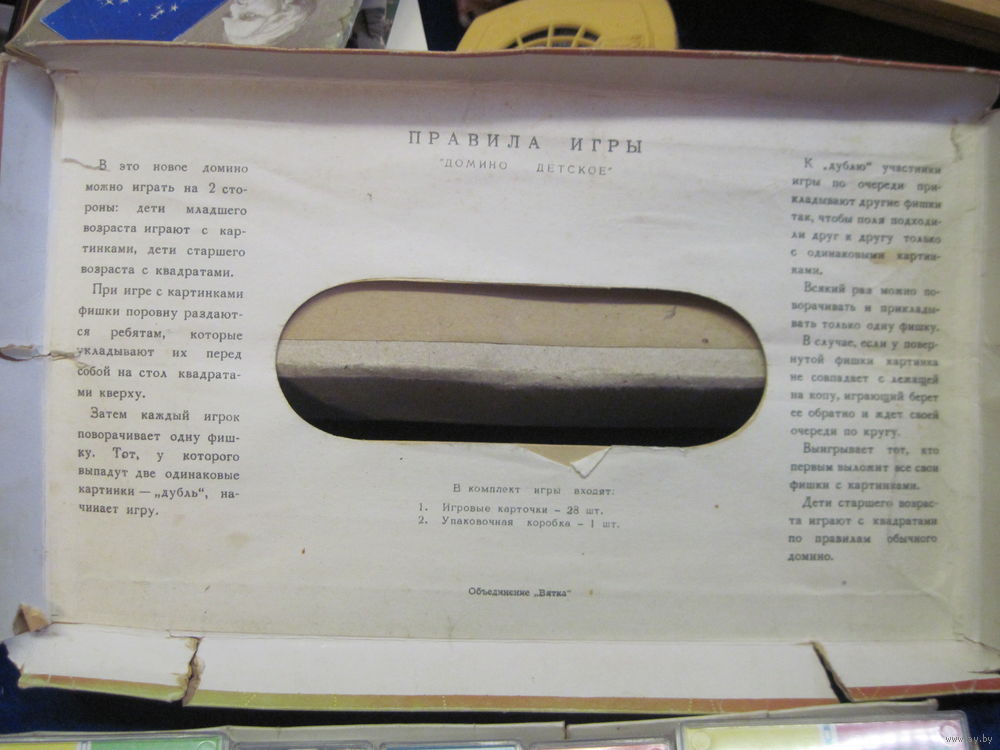 ПРАВИЛА ИГРЫ
"ДОМИНО ДЕТСКОЕ"
В это новое домино
можно играть на 2 сто-
роны: дети младшего
возраста играют с кар-
тинками, дети старшего
возраста с квадратами.
При игре с картинками
фишки поровну раздают-
ся ребятам, которые
укладывают их перед
собой на стол квадрата-
ми кверху.
Затем каждый игрок
поворачивает одну фиш-
ку. Тот, у которого
выпадут две одинаковые
картинки — „дубль“, на-
чинает игру.
В комплект игры входят:
1. Игровые карточки – 28 шт.
2. Упаковочная коробка – 1 шт.
Объединение „Вятка“
К „дублю“ участники
игры по очереди при-
кладывают другие фишки
так, чтобы поля подходи-
ли друг к другу только
с одинаковыми картин-
ками.
Всякий раз можно по-
ворачивать и приклады-
вать только одну фишку.
В случае, если у повер-
нутой фишки картинка
не совпадает с лежащей
на кону, играющий берет
ее обратно и ждет своей
очереди по кругу.
Выигрывает тот, кто
первым выложит все свои
фишки с картинками.
Дети старшего возрас-
та играют с квадратами
по правилам обычного
домино.
www.ay.by